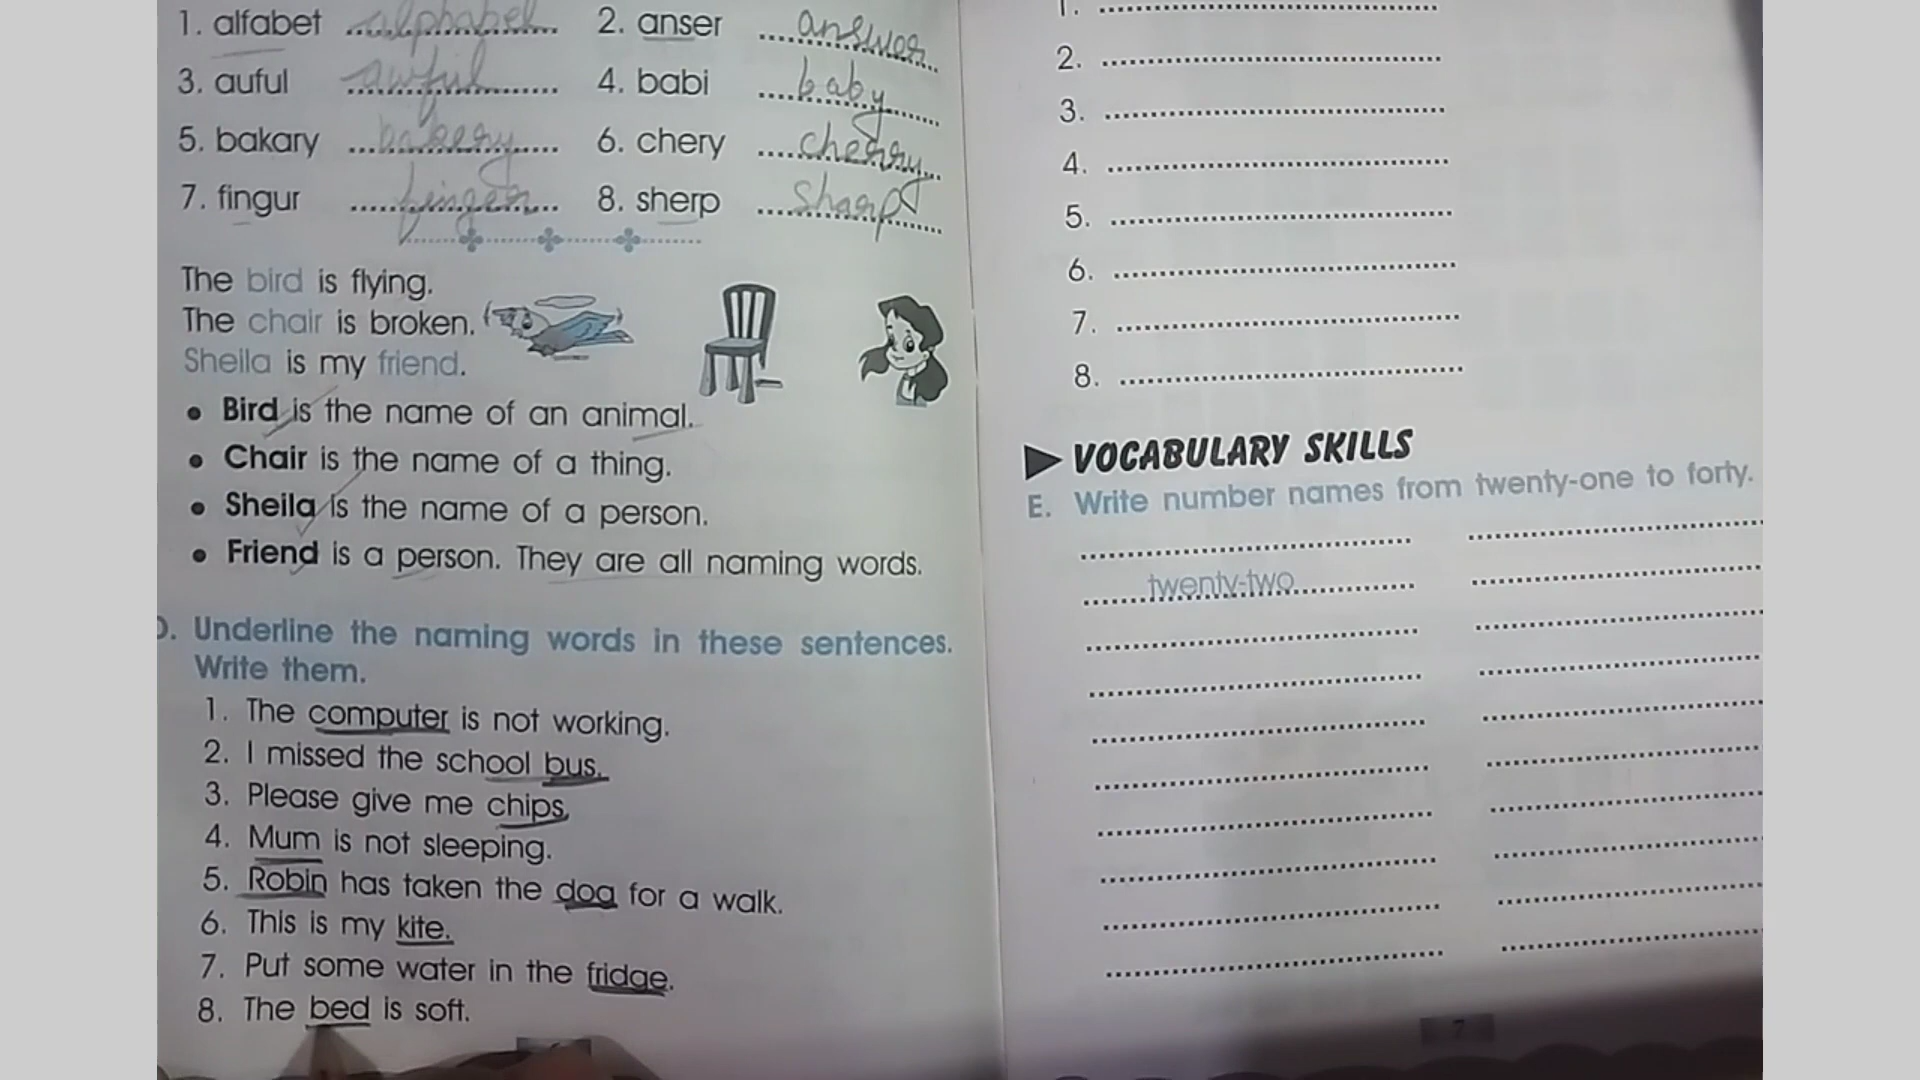 1. alfabet alphabet 2. anser answer
3. auful awful 4. babi baby
5. bakary bakery 6. chery cherry
7. fingur finger 8. sherp sharp
The bird is flying.
The chair is broken.
Sheila is my friend.
• Bird is the name of an animal.
• Chair is the name of a thing.
• Sheila is the name of a person.
• Friend is a person. They are all naming words.
D. Underline the naming words in these sentences.
Write them.
1. The computer is not working.
2. I missed the school bus.
3. Please give me chips.
4. Mum is not sleeping.
5. Robin has taken the dog for a walk.
6. This is my kite.
7. Put some water in the fridge.
8. The bed is soft.
1.
2.
3.
4.
5.
6.
7.
8.
VOCABULARY SKILLS
E. Write number names from twenty-one to forty.
twenty-two
7